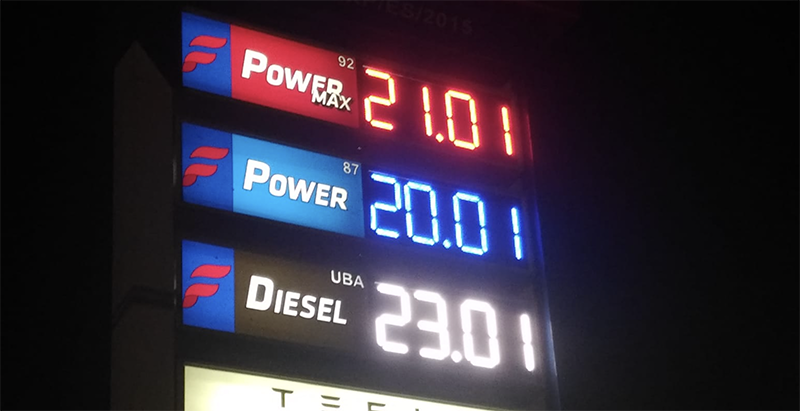 92
POWER
MAX
21.01
87
POWER
20.01
UBA
DIESEL
23.01